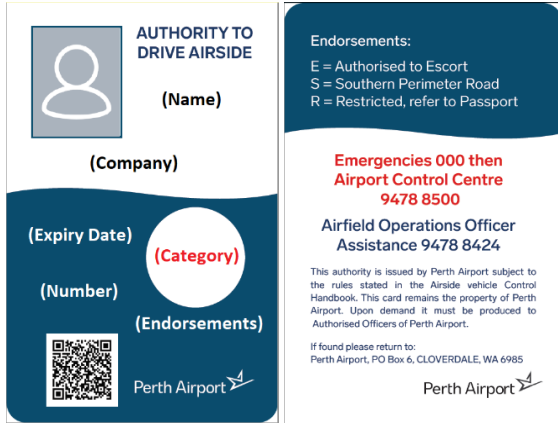 AUTHORITY TO
DRIVE AIRSIDE
(Name)
(Company)
(Expiry Date)
(Category)
(Number)
(Endorsements)
Perth Airport
Endorsements:
E = Authorised to Escort
S = Southern Perimeter Road
R = Restricted, refer to Passport
Emergencies 000 then
Airport Control Centre
9478 8500
Airfield Operations Officer
Assistance 9478 8424
This authority is issued by Perth Airport subject to
the rules stated in the Airside vehicle Control
Handbook. This card remains the property of Perth
Airport. Upon demand it must be produced to
Authorised Officers of Perth Airport.
If found please return to:
Perth Airport, PO Box 6, CLOVERDALE, WA 6985
Perth Airport